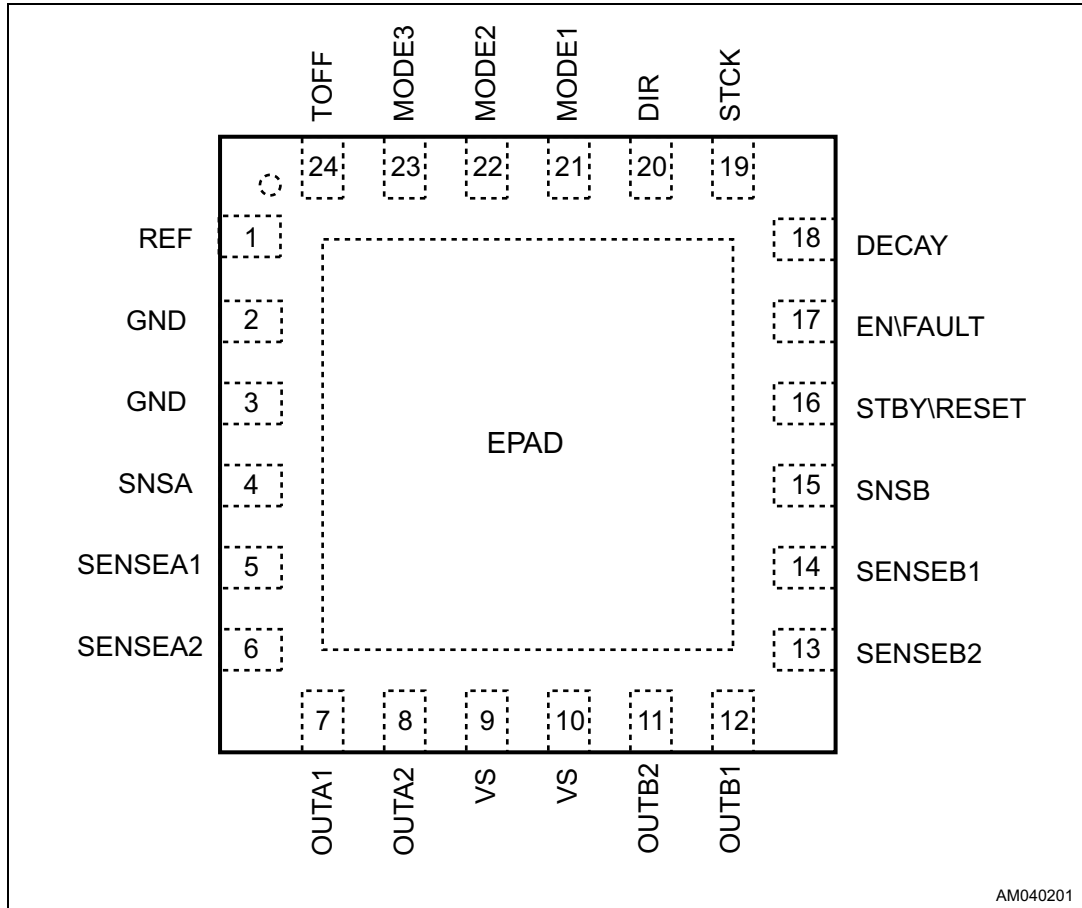 TOFF
MODE3
MODE2
MODE1
DIR
STCK
24
23
22
21
20
19
REF 1
18 DECAY
GND 2
17 EN\FAULT
GND 3
16 STBY\RESET
SNSA 4
EPAD
15 SNSB
SENSEA1 5
14 SENSEB1
SENSEA2 6
13 SENSEB2
7
8
9
10
11
12
OUTA1
OUTA2
VS
VS
OUTB2
OUTB1
AM040201